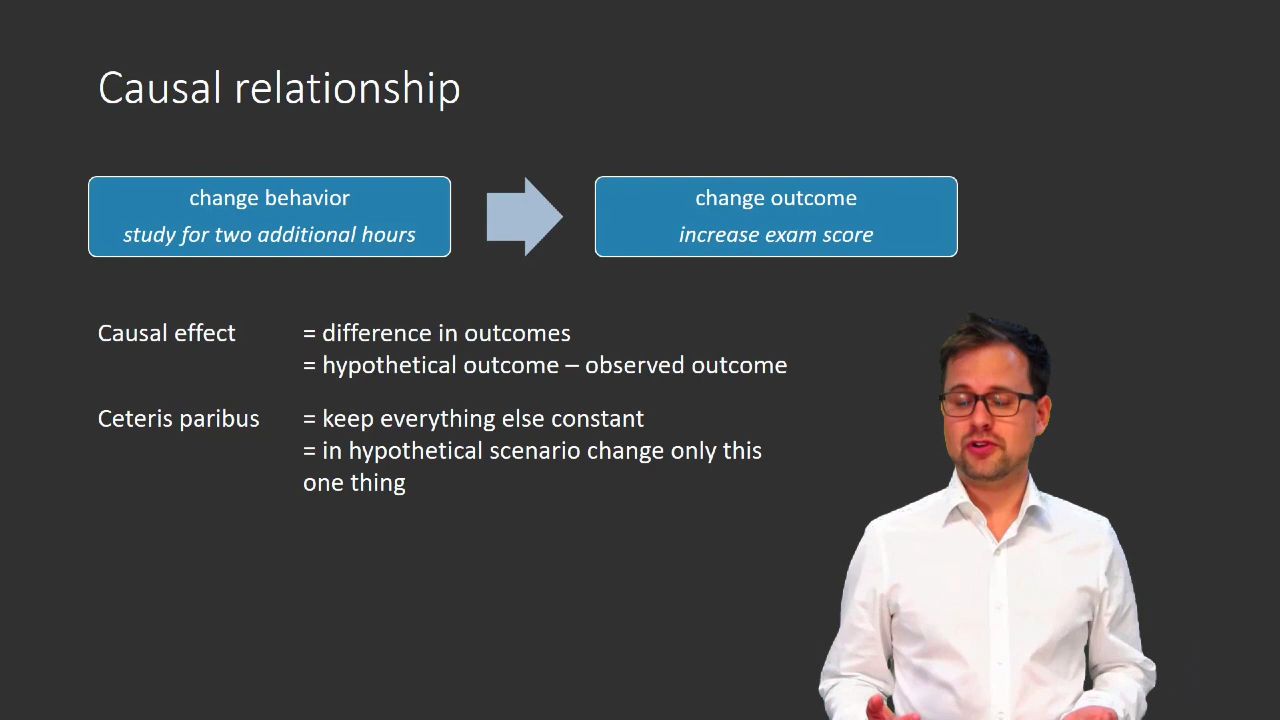 Causal relationship
change behavior
study for two additional hours
change outcome
increase exam score
Causal effect = difference in outcomes
= hypothetical outcome – observed outcome
Ceteris paribus = keep everything else constant
= in hypothetical scenario change only this
one thing